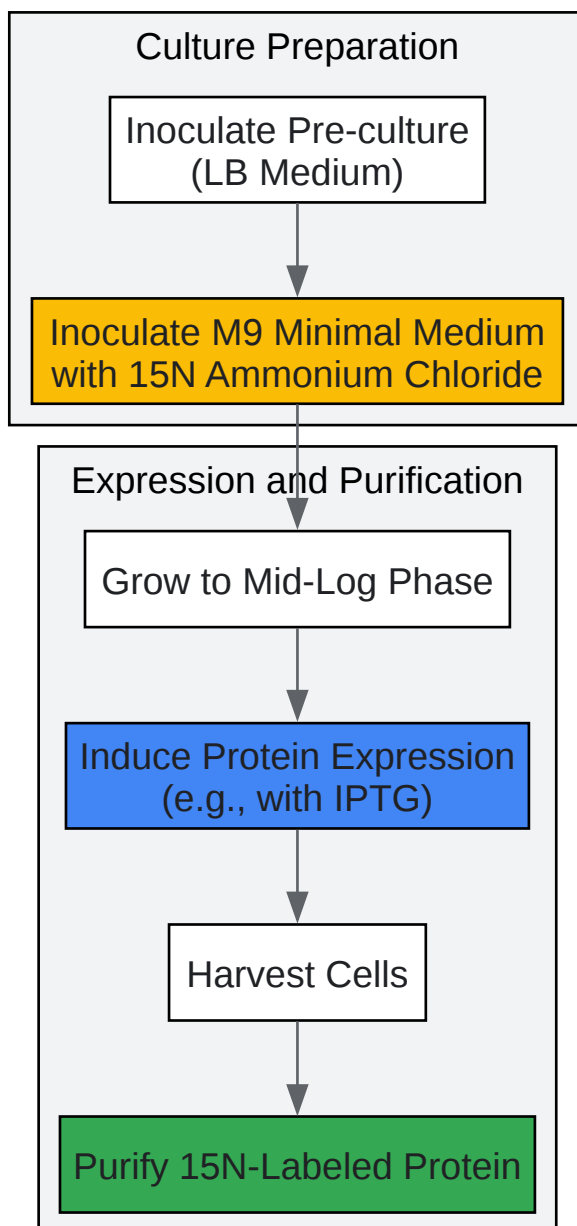 Culture Preparation
Inoculate Pre-culture
(LB Medium)
Inoculate M9 Minimal Medium
with 15N Ammonium Chloride
Expression and Purification
Grow to Mid-Log Phase
Induce Protein Expression
(e.g., with IPTG)
Harvest Cells
Purify 15N-Labeled Protein